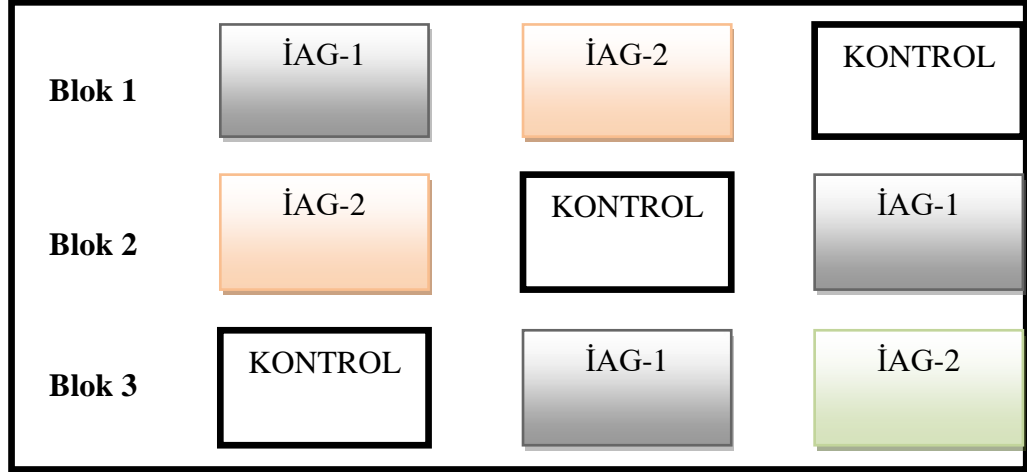 Blok 1 İAG-1 İAG-2 KONTROL
Blok 2 İAG-2 KONTROL İAG-1
Blok 3 KONTROL İAG-1 İAG-2